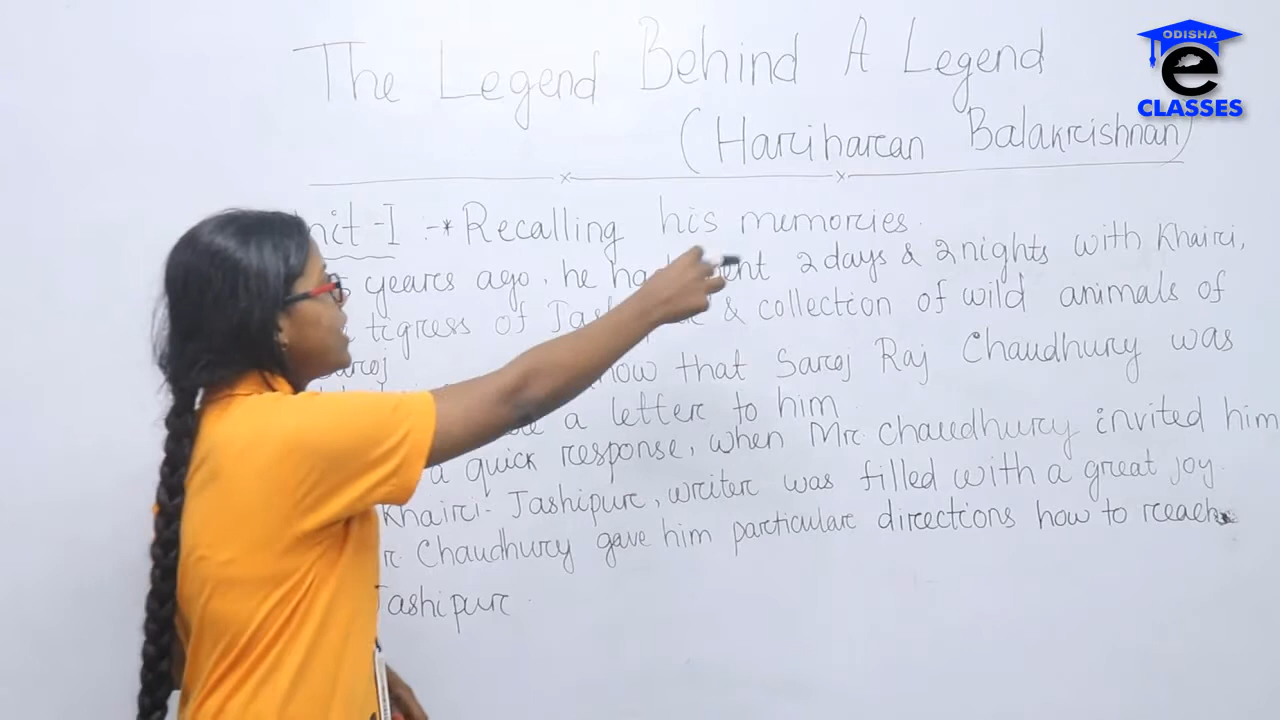 ODISHA
e
CLASSES
The Legend Behind A Legend
(Hariharan Balakrishnan)
-I :-* Recalling his memories.
years ago, he 2 days & 2 nights with Khairi,
tigress of & collection of wild animals of
Saroj
that Saroj Raj Chaudhury was
a letter to him
a quick response, when Mr. Chaudhury invited him
Khairi- Jashipur, writer was filled with a great joy.
Chaudhury gave him particular directions how to reach
Jashipur.